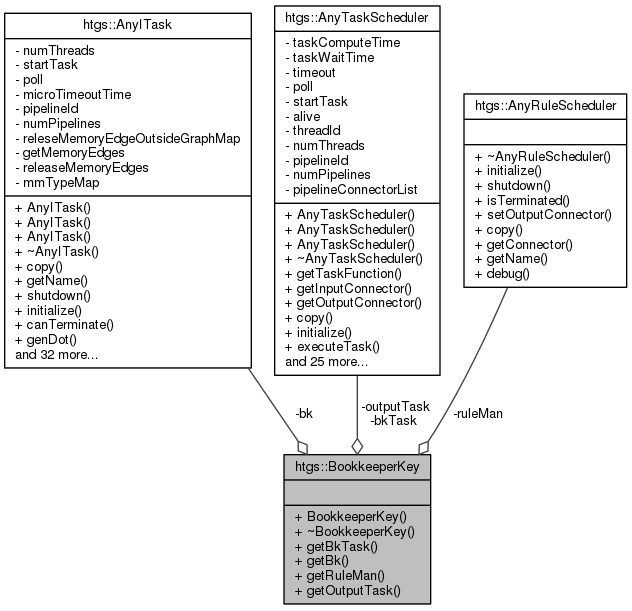 htgs::AnyITask
- numThreads
- startTask
- poll
- microTimeoutTime
- pipelineId
- numPipelines
- releseMemoryEdgeOutsideGraphMap
- getMemoryEdges
- releaseMemoryEdges
- mmTypeMap
+ AnyITask()
+ AnyITask()
+ AnyITask()
+ ~AnyITask()
+ copy()
+ getName()
+ shutdown()
+ initialize()
+ canTerminate()
+ genDot()
and 32 more...
htgs::AnyTaskScheduler
- taskComputeTime
- taskWaitTime
- timeout
- poll
- startTask
- alive
- threadId
- numThreads
- pipelineId
- numPipelines
- pipelineConnectorList
+ AnyTaskScheduler()
+ AnyTaskScheduler()
+ AnyTaskScheduler()
+ ~AnyTaskScheduler()
+ getTaskFunction()
+ getInputConnector()
+ getOutputConnector()
+ copy()
+ initialize()
+ executeTask()
and 25 more...
htgs::AnyRuleScheduler
+ ~AnyRuleScheduler()
+ initialize()
+ shutdown()
+ isTerminated()
+ setOutputConnector()
+ copy()
+ getConnector()
+ getName()
+ debug()
-bk
-outputTask
-bkTask
-ruleMan
htgs::BookkeeperKey
+ BookkeeperKey()
+ ~BookkeeperKey()
+ getBkTask()
+ getBk()
+ getRuleMan()
+ getOutputTask()